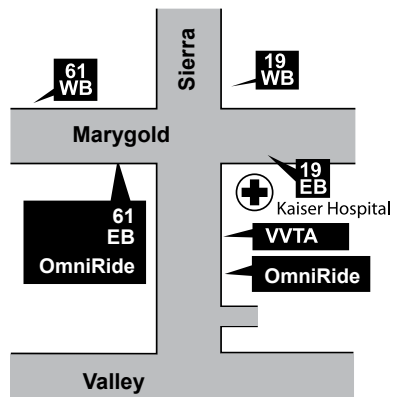 Sierra
61
WB
19
WB
Marygold
19
EB
Kaiser Hospital
61
EB
OmniRide
VVTA
OmniRide
Valley